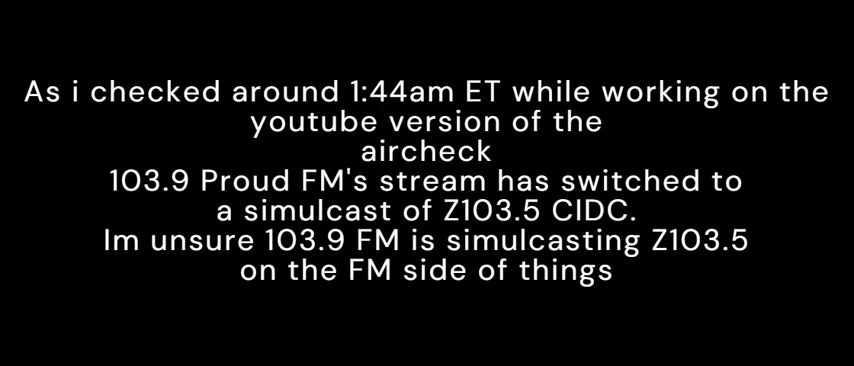 As i checked around 1:44am ET while working on the
youtube version of the
aircheck
103.9 Proud FM's stream has switched to
a simulcast of Z103.5 CIDC.
Im unsure 103.9 FM is simulcasting Z103.5
on the FM side of things